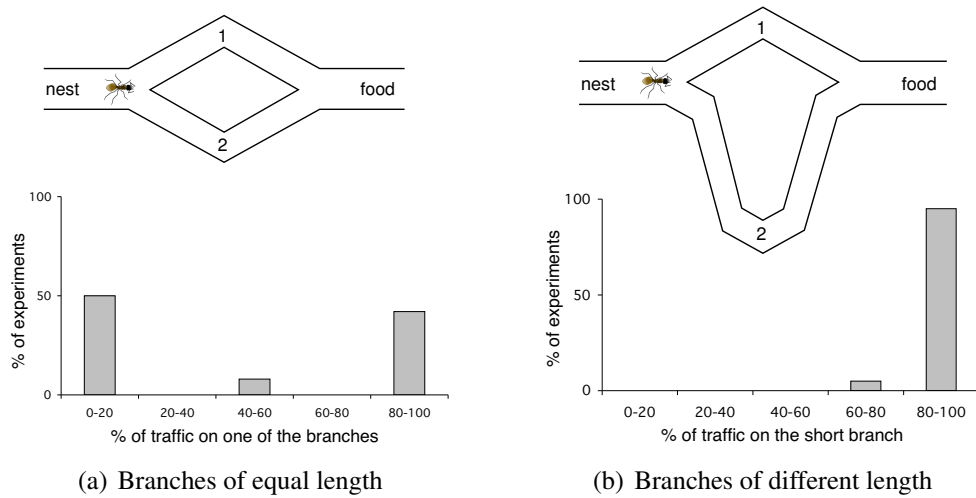 1
nest
food
2
100
50
0
% of experiments
0-20 20-40 40-60 60-80 80-100
% of traffic on one of the branches
(a) Branches of equal length
1
nest
food
2
100
50
0
% of experiments
0-20 20-40 40-60 60-80 80-100
% of traffic on the short branch
(b) Branches of different length